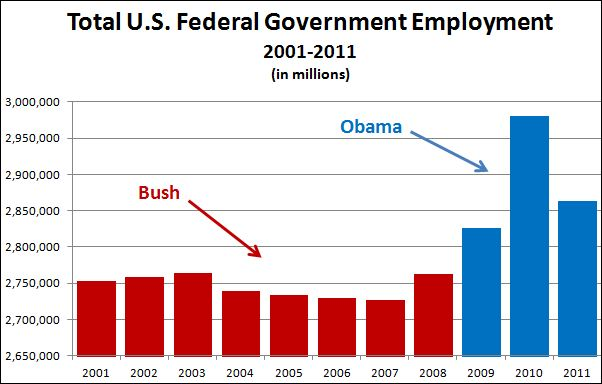 Total U.S. Federal Government Employment
2001-2011
(in millions)
3,000,000
2,950,000
2,900,000
2,850,000
2,800,000
2,750,000
2,700,000
2,650,000
Obama
Bush
2001 2002 2003 2004 2005 2006 2007 2008 2009 2010 2011